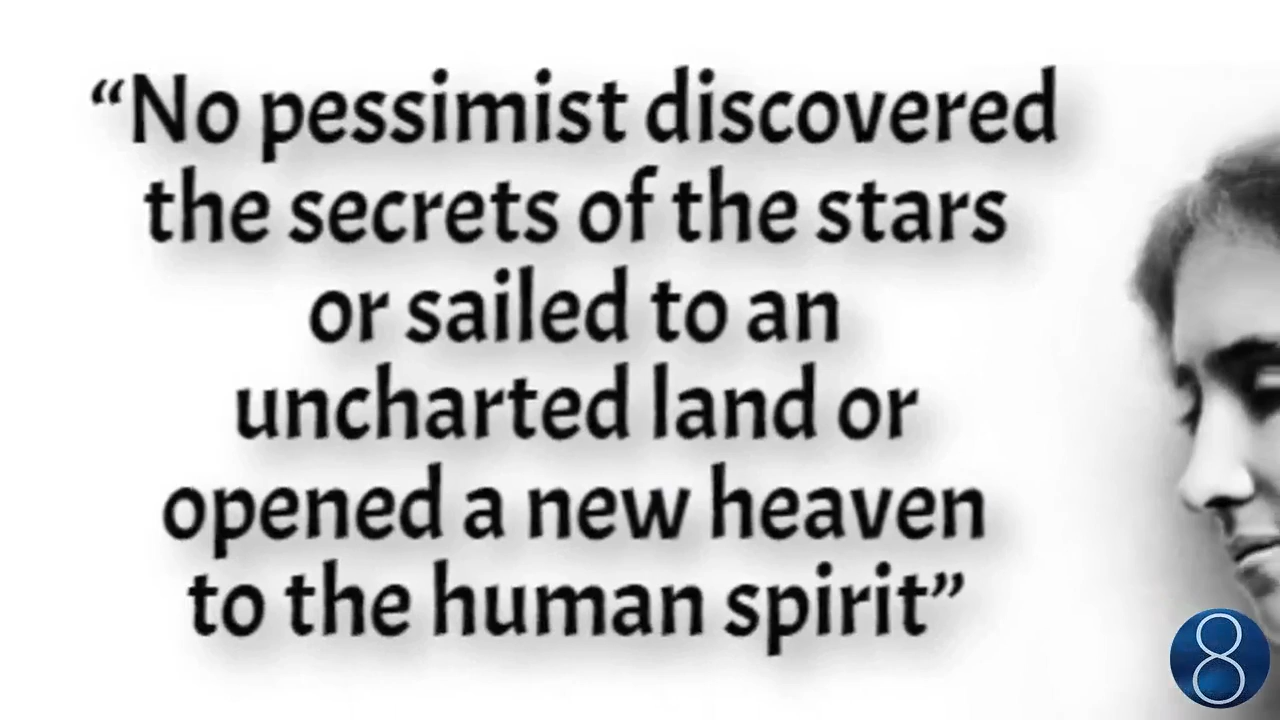 “No pessimist discovered
the secrets of the stars
or sailed to an
uncharted land or
opened a new heaven
to the human spirit”
8